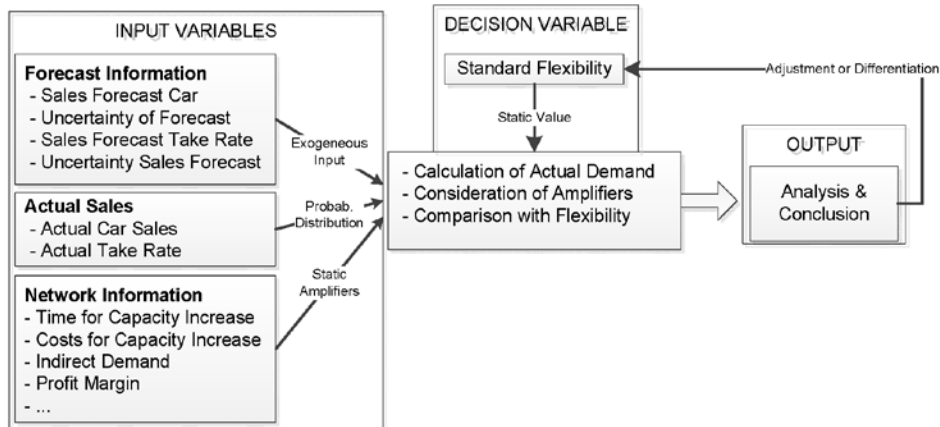 INPUT VARIABLES
Forecast Information
- Sales Forecast Car
- Uncertainty of Forecast
- Sales Forecast Take Rate
- Uncertainty Sales Forecast
Actual Sales
- Actual Car Sales
- Actual Take Rate
Network Information
- Time for Capacity Increase
- Costs for Capacity Increase
- Indirect Demand
- Profit Margin
- ...
Exogeneous
Input
Probab.
Distribution
Static
Amplifiers
DECISION VARIABLE
Standard Flexibility
Static Value
- Calculation of Actual Demand
- Consideration of Amplifiers
- Comparison with Flexibility
Adjustment or Differentiation
OUTPUT
Analysis &
Conclusion